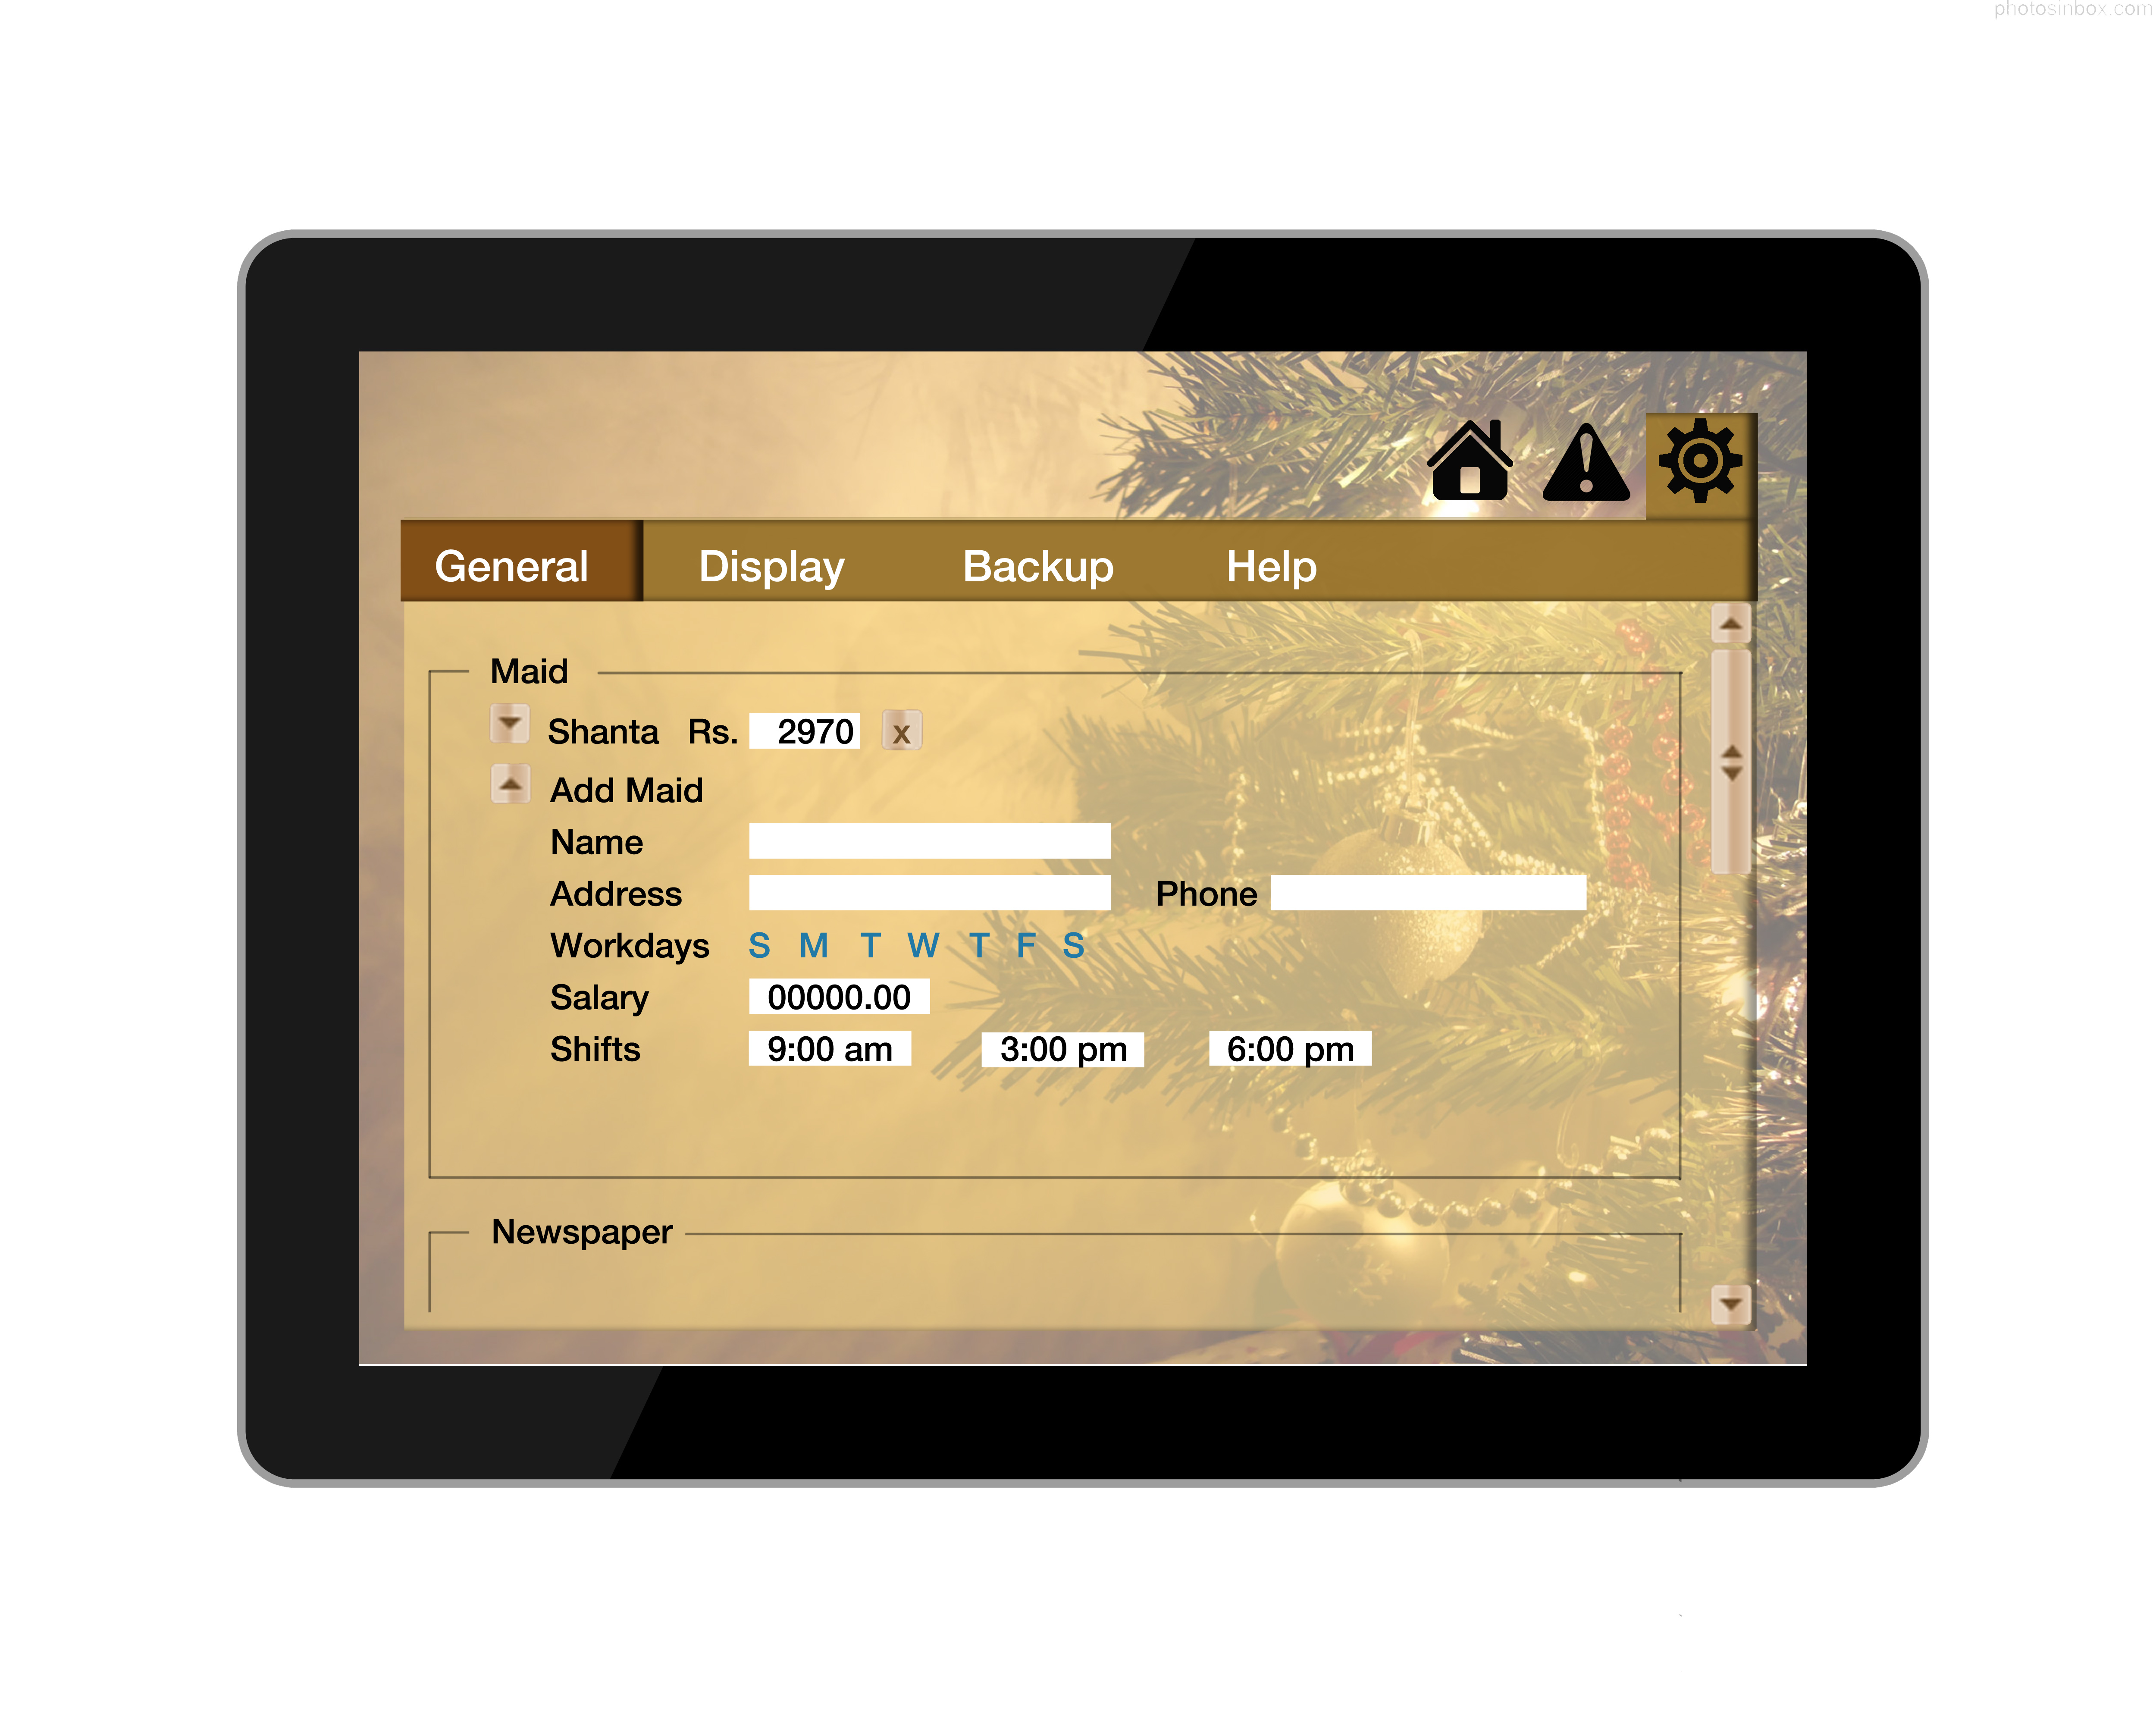 photosinbox.com
General Display Backup Help
Maid
Shanta Rs. 2970 x
Add Maid
Name
Address Phone
Workdays S M T W T F S
Salary 00000.00
Shifts 9:00 am 3:00 pm 6:00 pm
Newspaper